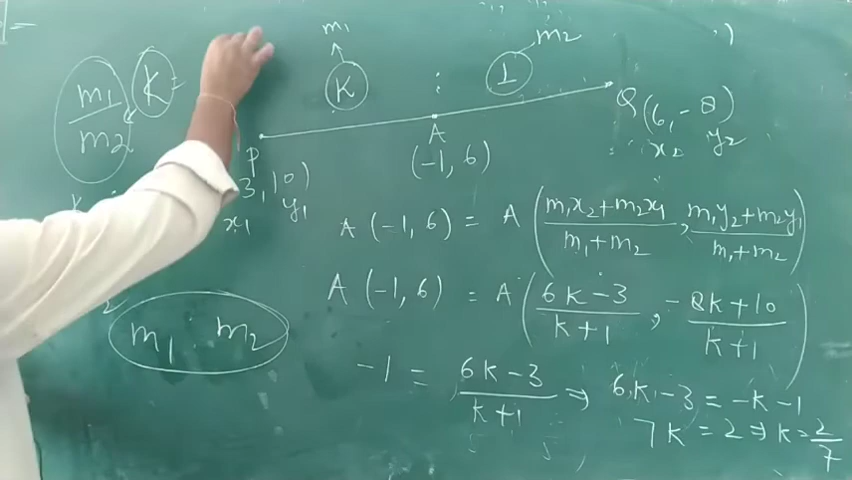 m₁/m₂ K =
m₁
K
1 m₂
P
3, 10)
x₁ y₁
A
(-1, 6)
Q(6, -8)
x₂ y₂
A (-1, 6) = A ((m₁x₂+m₂x₁)/(m₁+m₂), (m₁y₂+m₂y₁)/(m₁+m₂))
A (-1, 6) = A ((6K-3)/(K+1), (-8K+10)/(K+1))
m₁ : m₂
-1 = (6K-3)/(K+1) ⇒ 6K-3 = -K-1
7K = 2 ⇒ K = 2/7